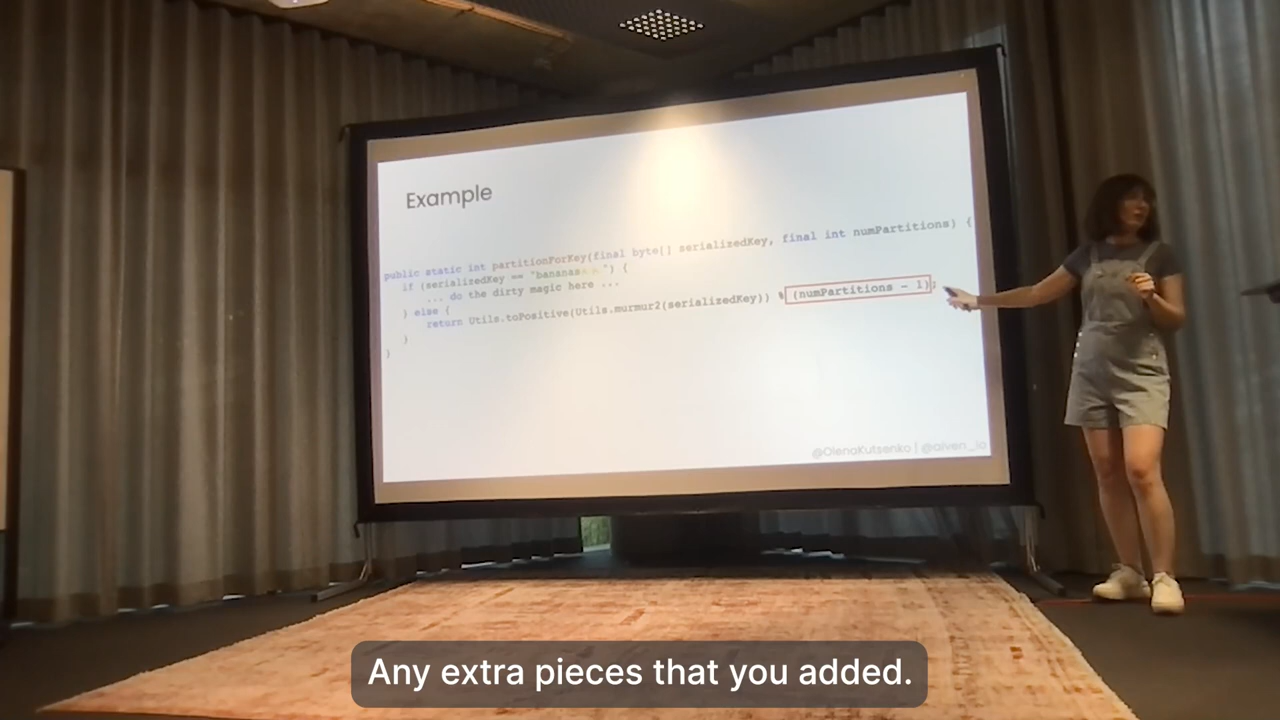 Example
public static int partitionForKey(final byte[] serializedKey, final int numPartitions) {
if (serializedKey == "bananas🍌🍌") {
... do the dirty magic here ...
} else {
return Utils.toPositive(Utils.murmur2(serializedKey)) % (numPartitions - 1);
}
}
@OlenaKutsenko | @aiven_io
Any extra pieces that you added.